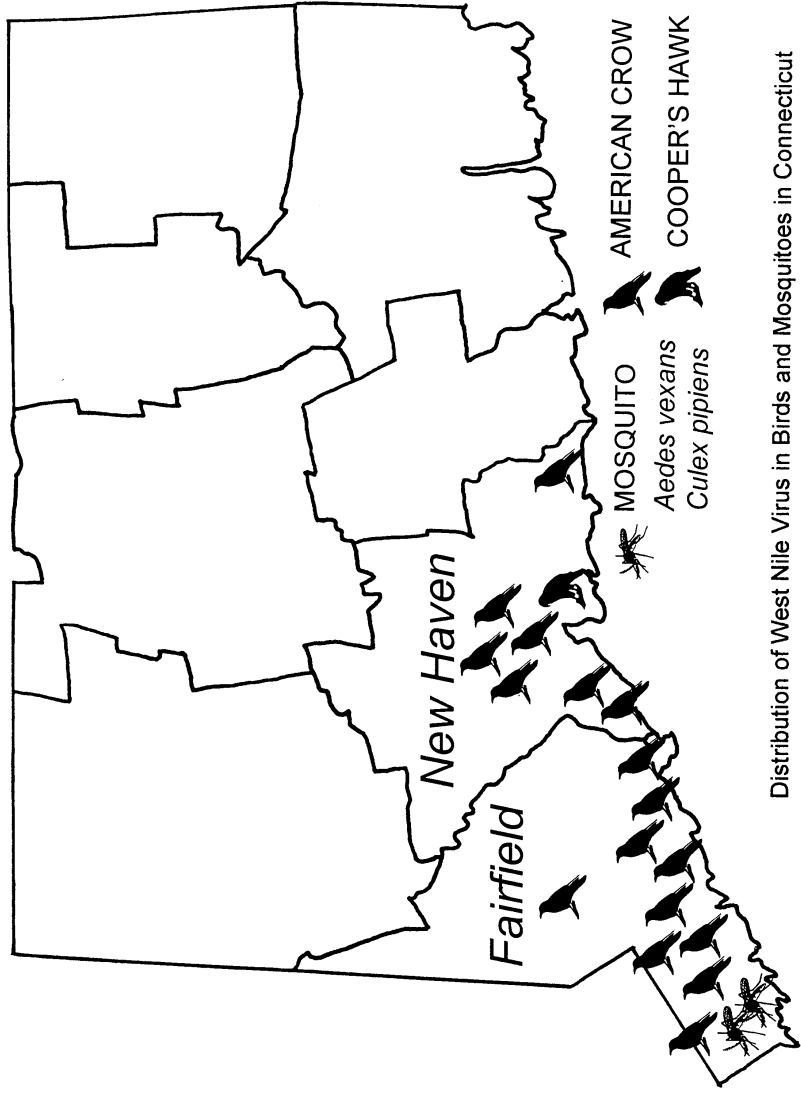 New Haven
Fairfield
MOSQUITO
Aedes vexans
Culex pipiens
AMERICAN CROW
COOPER'S HAWK
Distribution of West Nile Virus in Birds and Mosquitoes in Connecticut